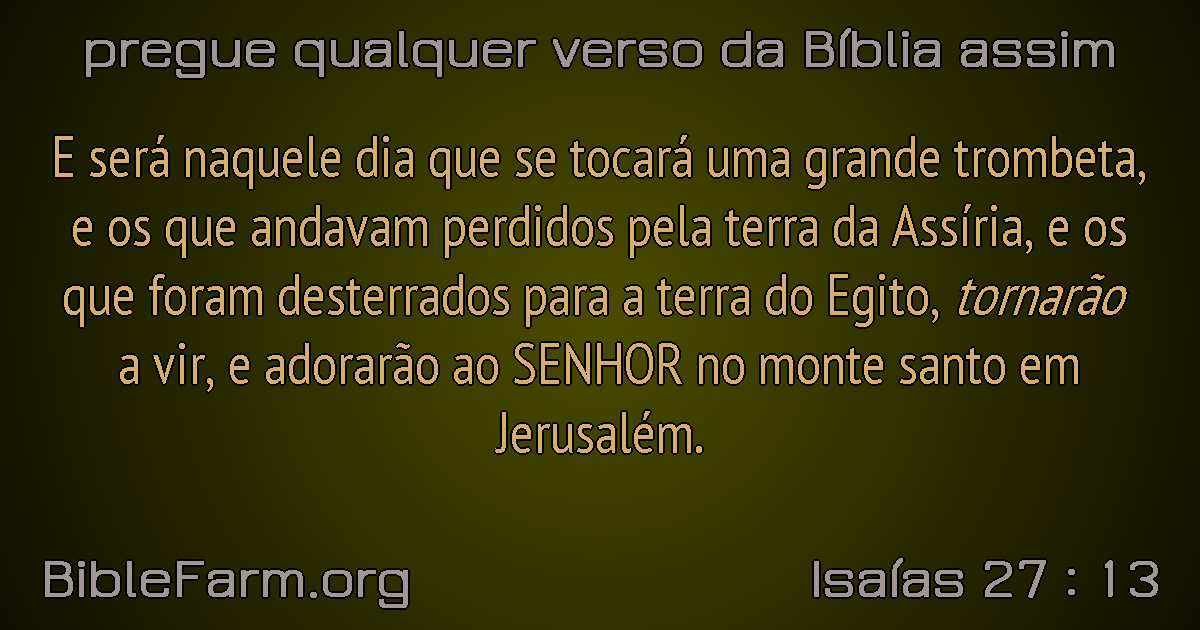 pregue qualquer verso da Bíblia assim
E será naquele dia que se tocará uma grande trombeta,
e os que andavam perdidos pela terra da Assíria, e os
que foram desterrados para a terra do Egito, tornarão
a vir, e adorarão ao SENHOR no monte santo em
Jerusalém.
BibleFarm.org
Isaías 27 : 13